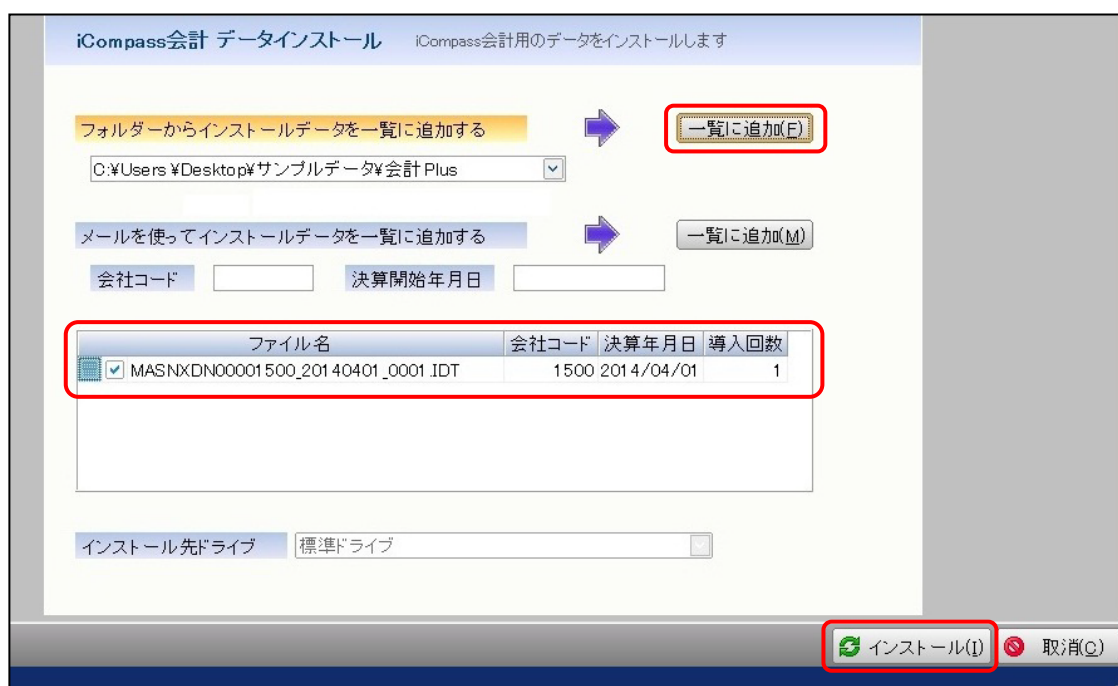 iCompass会計 データインストール iCompass会計用のデータをインストールします
フォルダーからインストールデータを一覧に追加する 一覧に追加(F)
C:¥Users ¥Desktop¥サンプルデータ¥会計Plus
メールを使ってインストールデータを一覧に追加する 一覧に追加(M)
会社コード 決算開始年月日
ファイル名 会社コード 決算年月日 導入回数
MASNXDN00001500_20140401_0001.IDT 1500 2014/04/01 1
インストール先ドライブ 標準ドライブ
インストール(I) 取消(C)